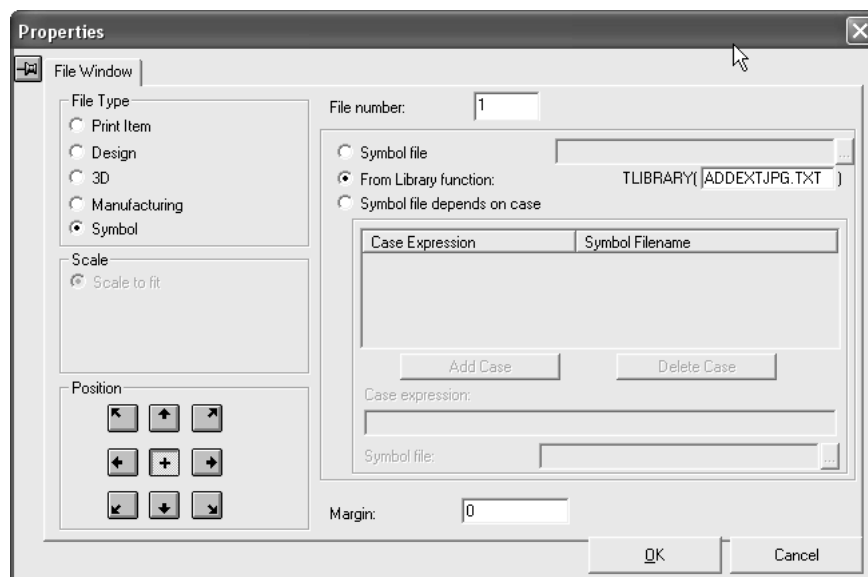 Properties
File Window
File Type
Print Item
Design
3D
Manufacturing
Symbol
Scale
Scale to fit
Position
File number: 1
Symbol file ...
From Library function: TLIBRARY( ADDEXTJPG.TXT )
Symbol file depends on case
Case Expression Symbol Filename
Add Case Delete Case
Case expression:
Symbol file: ...
Margin: 0
OK Cancel